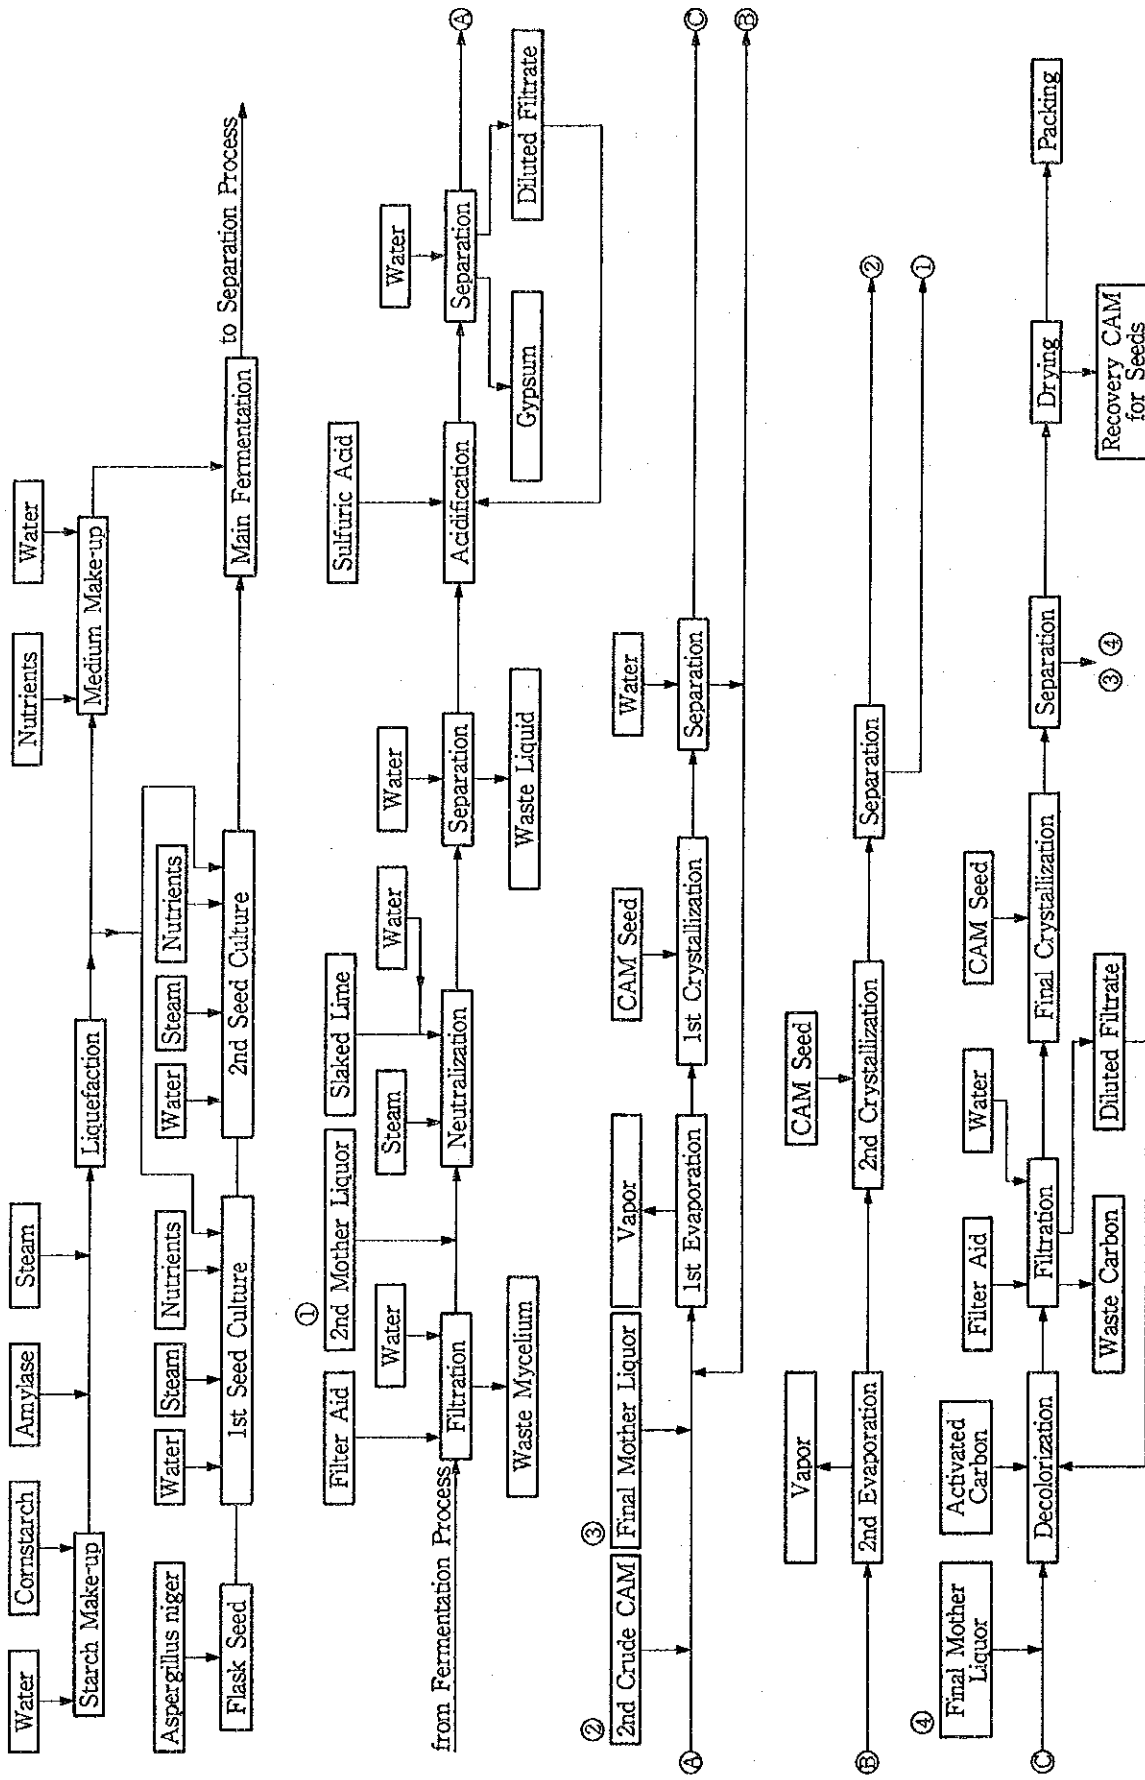 Water
Cornstarch
Amylase
Steam
Nutrients
Water
Starch Make-up
Liquefaction
Medium Make-up
Aspergillus niger
Water
Steam
Nutrients
Water
Steam
Nutrients
Flask Seed
1st Seed Culture
2nd Seed Culture
Main Fermentation
to Separation Process
①
Filter Aid
2nd Mother Liquor
Slaked Lime
Sulfuric Acid
Water
Steam
Water
Water
Water
from Fermentation Process
Filtration
Neutralization
Separation
Acidification
Separation
Ⓐ
Waste Mycelium
Waste Liquid
Gypsum
Diluted Filtrate
②
③
2nd Crude CAM
Final Mother Liquor
Vapor
CAM Seed
Water
Ⓐ
1st Evaporation
1st Crystallization
Separation
Ⓒ
Ⓑ
Vapor
CAM Seed
Ⓑ
2nd Evaporation
2nd Crystallization
Separation
②
①
④
Final Mother
Liquor
Activated
Carbon
Filter Aid
Water
CAM Seed
Ⓒ
Decolorization
Filtration
Final Crystallization
Separation
Drying
Packing
Waste Carbon
Diluted Filtrate
③ ④
Recovery CAM
for Seeds